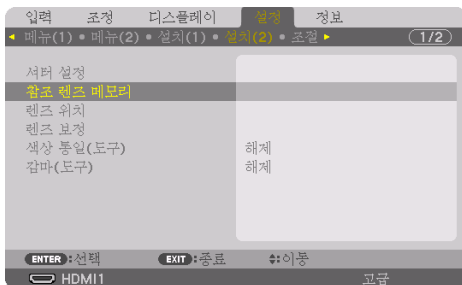 입력 조정 디스플레이 설정 정보
◂ 메뉴(1) ● 메뉴(2) ● 설치(1) ● 설치(2) ● 조절 ▸ 1/2
셔터 설정
참조 렌즈 메모리
렌즈 위치
렌즈 보정
색상 통일(도구) 해제
감마(도구) 해제
ENTER :선택 EXIT :종료 ⬍:이동
HDMI1 고급